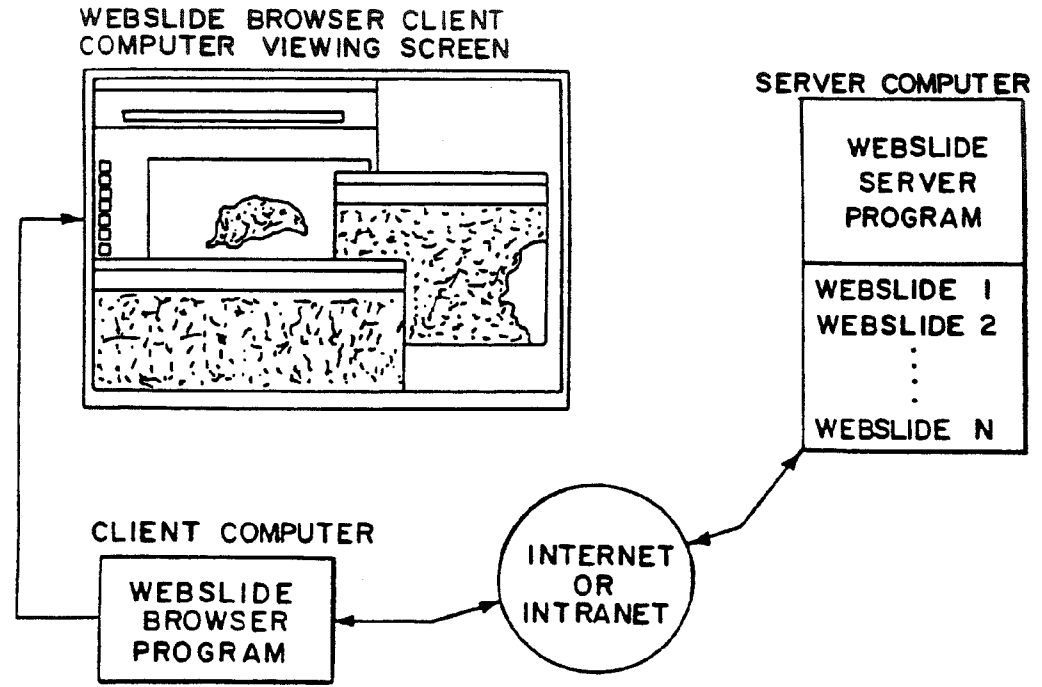 WEBSLIDE BROWSER CLIENT
COMPUTER VIEWING SCREEN
SERVER COMPUTER
WEBSLIDE
SERVER
PROGRAM
WEBSLIDE 1
WEBSLIDE 2
WEBSLIDE N
CLIENT COMPUTER
WEBSLIDE
BROWSER
PROGRAM
INTERNET
OR
INTRANET